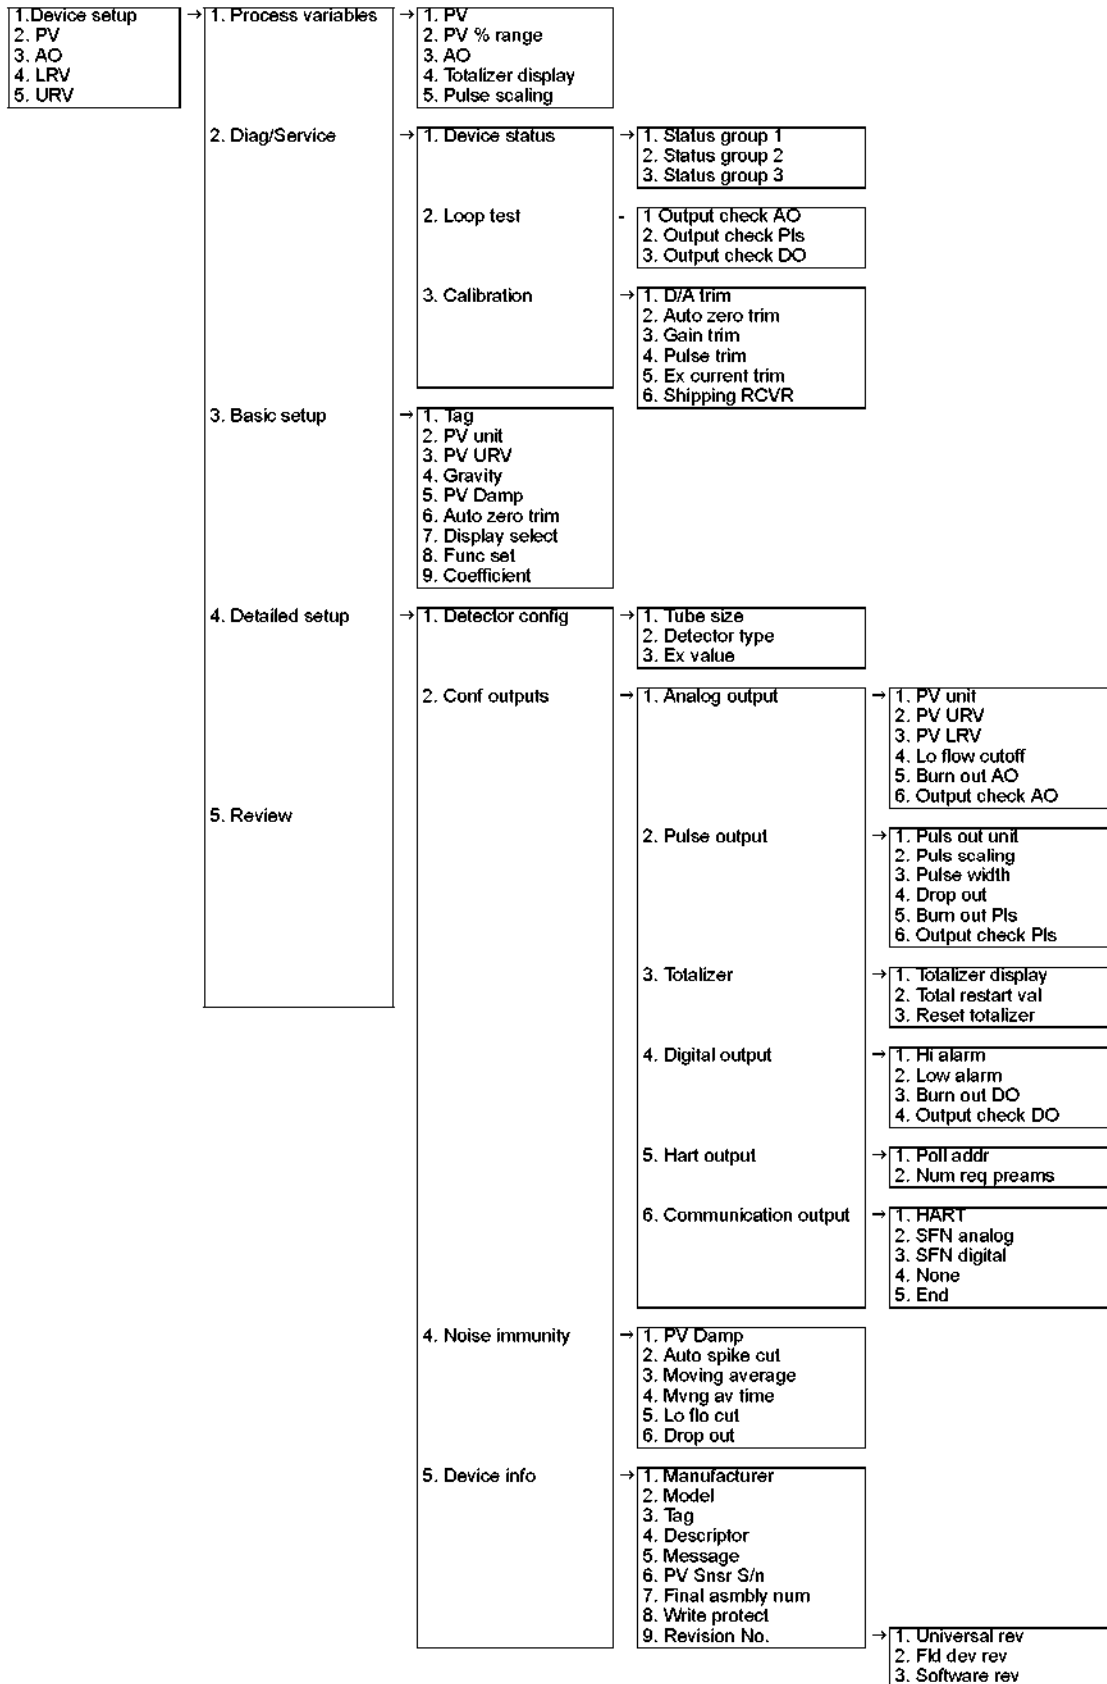 1.Device setup
2. PV
3. AO
4. LRV
5. URV
→ 1. Process variables
2. Diag/Service
3. Basic setup
4. Detailed setup
5. Review
→ 1. PV
2. PV % range
3. AO
4. Totalizer display
5. Pulse scaling
→ 1. Device status
2. Loop test
3. Calibration
→ 1. Status group 1
2. Status group 2
3. Status group 3
- 1 Output check AO
2. Output check Pls
3. Output check DO
→ 1. D/A trim
2. Auto zero trim
3. Gain trim
4. Pulse trim
5. Ex current trim
6. Shipping RCVR
→ 1. Tag
2. PV unit
3. PV URV
4. Gravity
5. PV Damp
6. Auto zero trim
7. Display select
8. Func set
9. Coefficient
→ 1. Detector config
2. Conf outputs
4. Noise immunity
5. Device info
→ 1. Tube size
2. Detector type
3. Ex value
→ 1. Analog output
2. Pulse output
3. Totalizer
4. Digital output
5. Hart output
6. Communication output
→ 1. PV unit
2. PV URV
3. PV LRV
4. Lo flow cutoff
5. Burn out AO
6. Output check AO
→ 1. Puls out unit
2. Puls scaling
3. Pulse width
4. Drop out
5. Burn out Pls
6. Output check Pls
→ 1. Totalizer display
2. Total restart val
3. Reset totalizer
→ 1. Hi alarm
2. Low alarm
3. Burn out DO
4. Output check DO
→ 1. Poll addr
2. Num req preams
→ 1. HART
2. SFN analog
3. SFN digital
4. None
5. End
→ 1. PV Damp
2. Auto spike cut
3. Moving average
4. Mvng av time
5. Lo flo cut
6. Drop out
→ 1. Manufacturer
2. Model
3. Tag
4. Descriptor
5. Message
6. PV Snsr S/n
7. Final asmbly num
8. Write protect
9. Revision No.
→ 1. Universal rev
2. Fld dev rev
3. Software rev